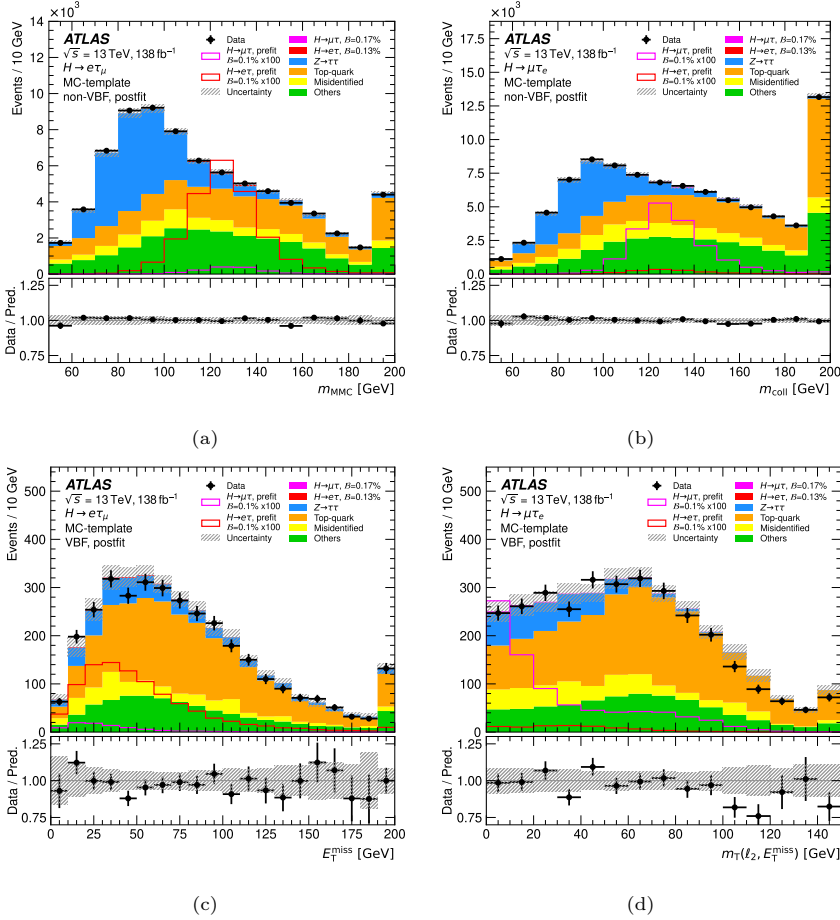 ×10³
14
12
10
8
6
4
2
0
Events / 10 GeV
ATLAS
√s = 13 TeV, 138 fb⁻¹
H→eτμ
MC-template
non-VBF, postfit
Data
H→μτ, prefit
B=0.1% x100
H→eτ, prefit
B=0.1% x100
Uncertainty
H→μτ, B=0.17%
H→eτ, B=0.13%
Z→ττ
Top-quark
Misidentified
Others
1.25
1.00
0.75
Data / Pred.
60 80 100 120 140 160 180 200
m_MMC [GeV]
(a)
×10³
17.5
15.0
12.5
10.0
7.5
5.0
2.5
0.0
Events / 10 GeV
ATLAS
√s = 13 TeV, 138 fb⁻¹
H→μτe
MC-template
non-VBF, postfit
Data
H→μτ, prefit
B=0.1% x100
H→eτ, prefit
B=0.1% x100
Uncertainty
H→μτ, B=0.17%
H→eτ, B=0.13%
Z→ττ
Top-quark
Misidentified
Others
1.25
1.00
0.75
Data / Pred.
60 80 100 120 140 160 180 200
m_coll [GeV]
(b)
500
400
300
200
100
0
Events / 10 GeV
ATLAS
√s = 13 TeV, 138 fb⁻¹
H→eτμ
MC-template
VBF, postfit
Data
H→μτ, prefit
B=0.1% x100
H→eτ, prefit
B=0.1% x100
Uncertainty
H→μτ, B=0.17%
H→eτ, B=0.13%
Z→ττ
Top-quark
Misidentified
Others
1.25
1.00
0.75
Data / Pred.
0 25 50 75 100 125 150 175 200
E_T^miss [GeV]
(c)
500
400
300
200
100
0
Events / 10 GeV
ATLAS
√s = 13 TeV, 138 fb⁻¹
H→μτe
MC-template
VBF, postfit
Data
H→μτ, prefit
B=0.1% x100
H→eτ, prefit
B=0.1% x100
Uncertainty
H→μτ, B=0.17%
H→eτ, B=0.13%
Z→ττ
Top-quark
Misidentified
Others
1.25
1.00
0.75
Data / Pred.
0 20 40 60 80 100 120 140
m_T(ℓ₂, E_T^miss) [GeV]
(d)